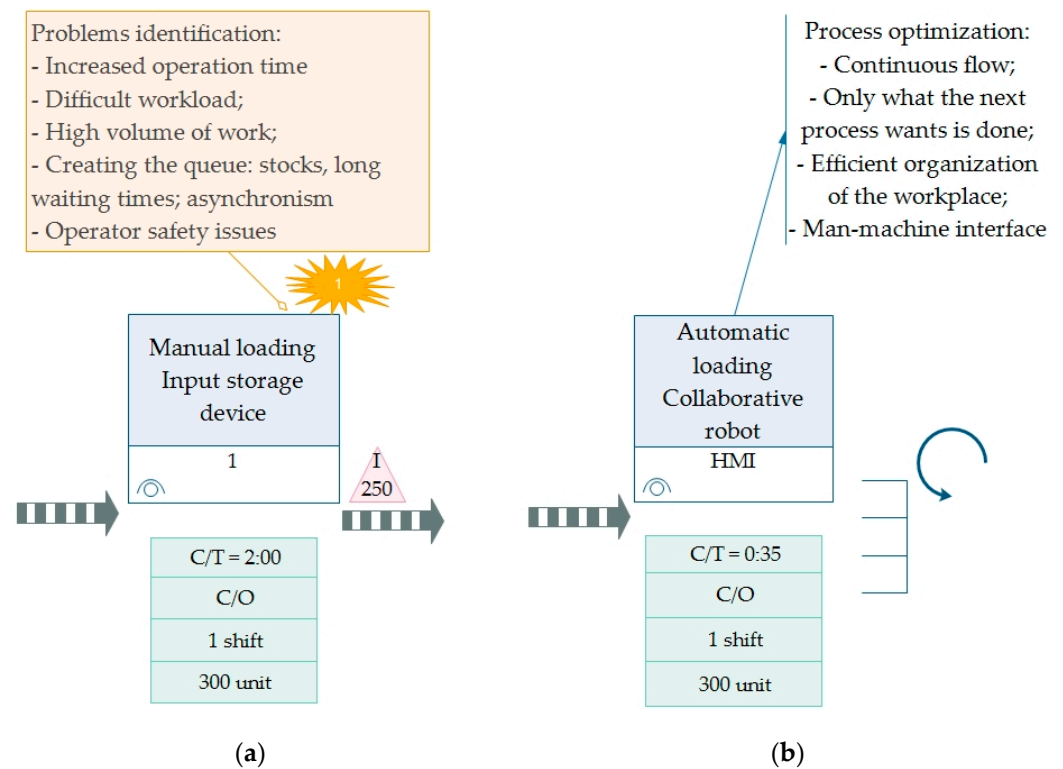 Problems identification:
- Increased operation time
- Difficult workload;
- High volume of work;
- Creating the queue: stocks, long
waiting times; asynchronism
- Operator safety issues
1
Manual loading
Input storage
device
1
I
250
C/T = 2:00
C/O
1 shift
300 unit
(a)
Process optimization:
- Continuous flow;
- Only what the next
process wants is done;
- Efficient organization
of the workplace;
- Man-machine interface
Automatic
loading
Collaborative
robot
HMI
C/T = 0:35
C/O
1 shift
300 unit
(b)